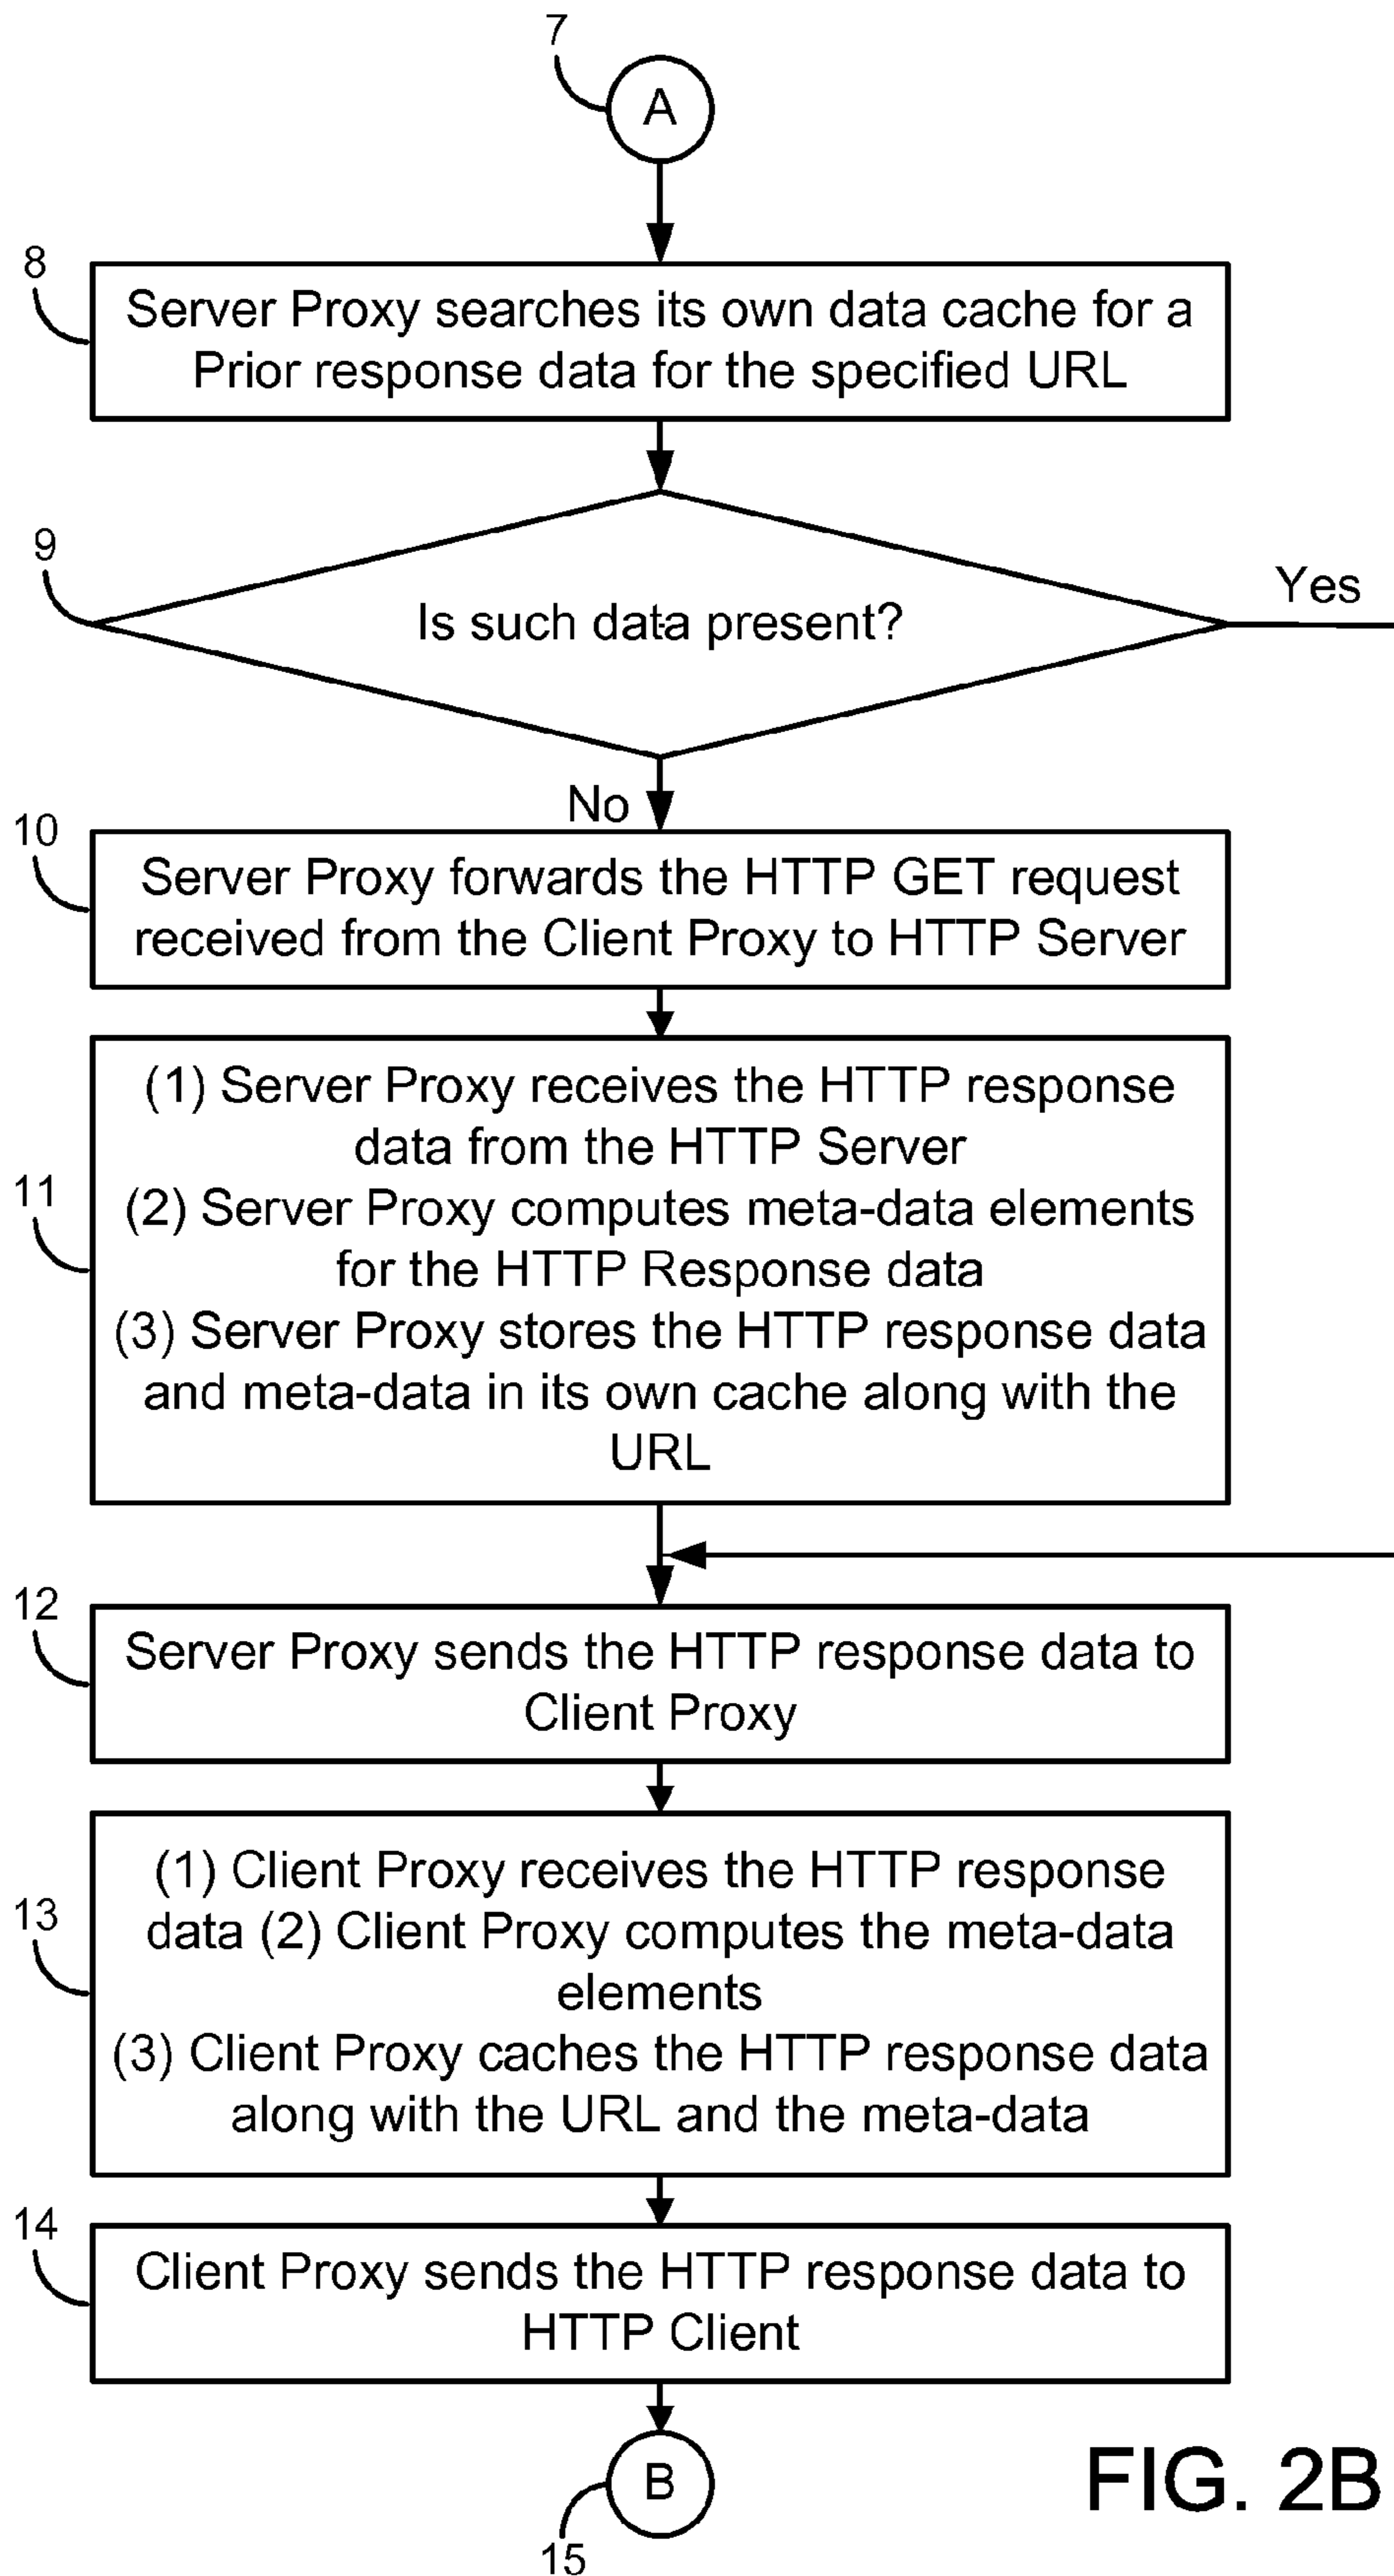 7
A
8
Server Proxy searches its own data cache for a
Prior response data for the specified URL
9
Is such data present?
Yes
No
10
Server Proxy forwards the HTTP GET request
received from the Client Proxy to HTTP Server
11
(1) Server Proxy receives the HTTP response
data from the HTTP Server
(2) Server Proxy computes meta-data elements
for the HTTP Response data
(3) Server Proxy stores the HTTP response data
and meta-data in its own cache along with the
URL
12
Server Proxy sends the HTTP response data to
Client Proxy
13
(1) Client Proxy receives the HTTP response
data (2) Client Proxy computes the meta-data
elements
(3) Client Proxy caches the HTTP response data
along with the URL and the meta-data
14
Client Proxy sends the HTTP response data to
HTTP Client
B
15
FIG. 2B